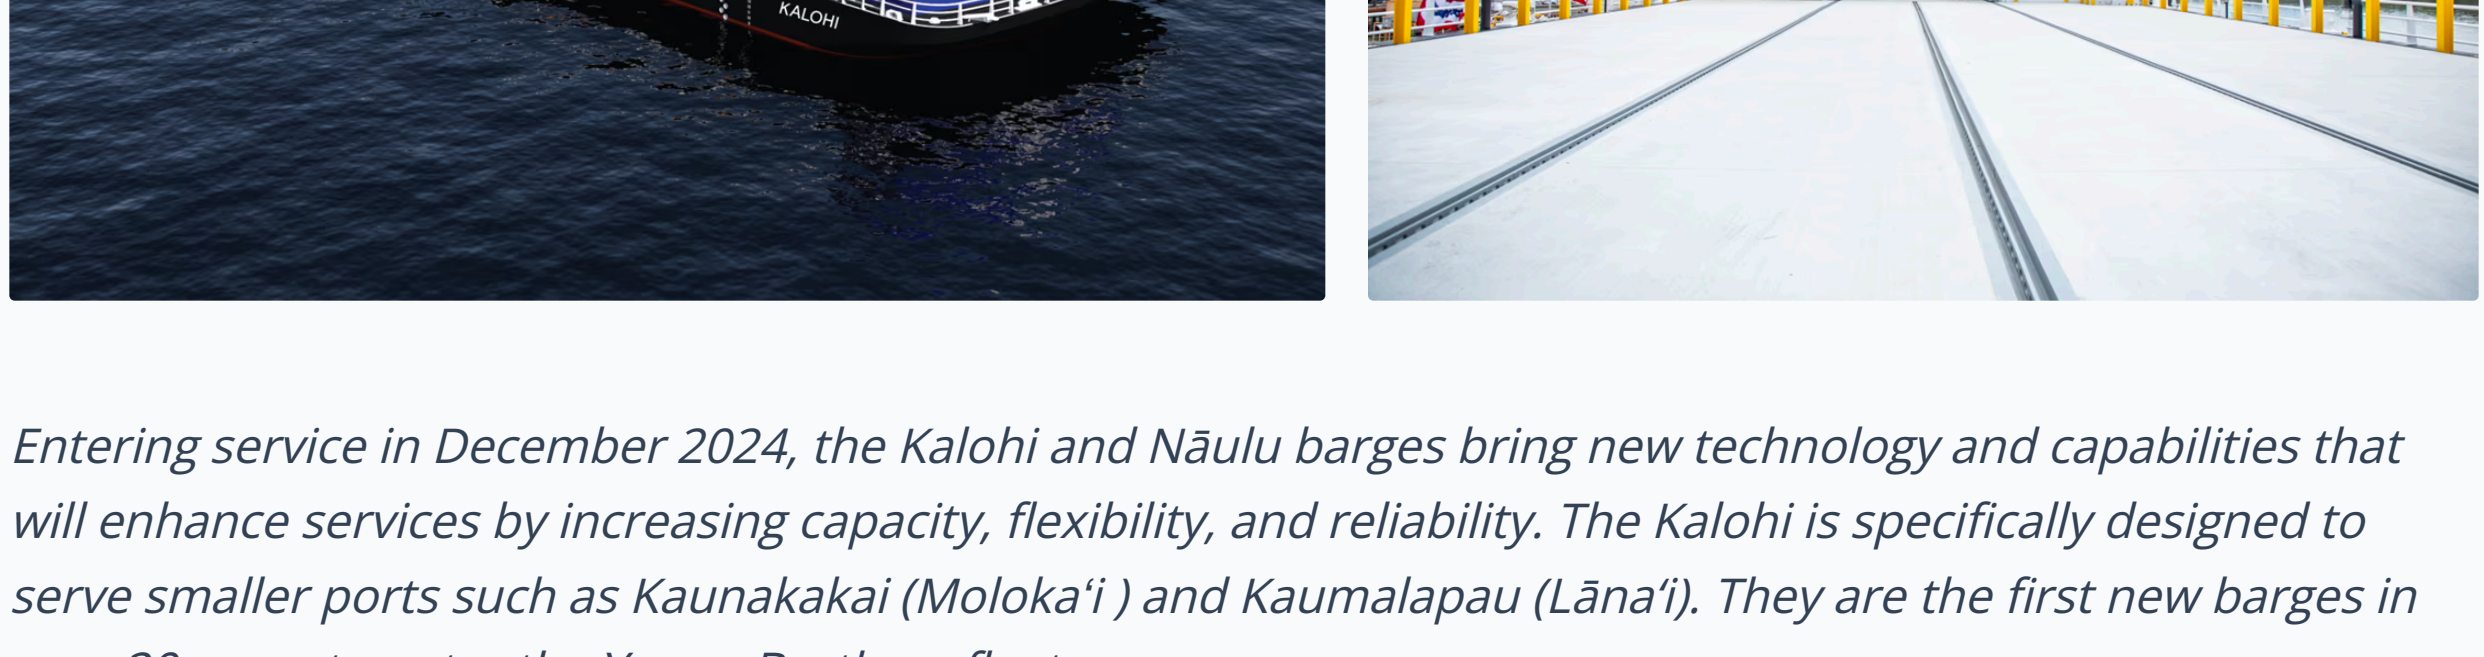 KALOHI
Entering service in December 2024, the Kalohi and Nāulu barges bring new technology and capabilities that
will enhance services by increasing capacity, flexibility, and reliability. The Kalohi is specifically designed to
serve smaller ports such as Kaunakakai (Molokaʻi ) and Kaumalapau (Lānaʻi). They are the first new barges in